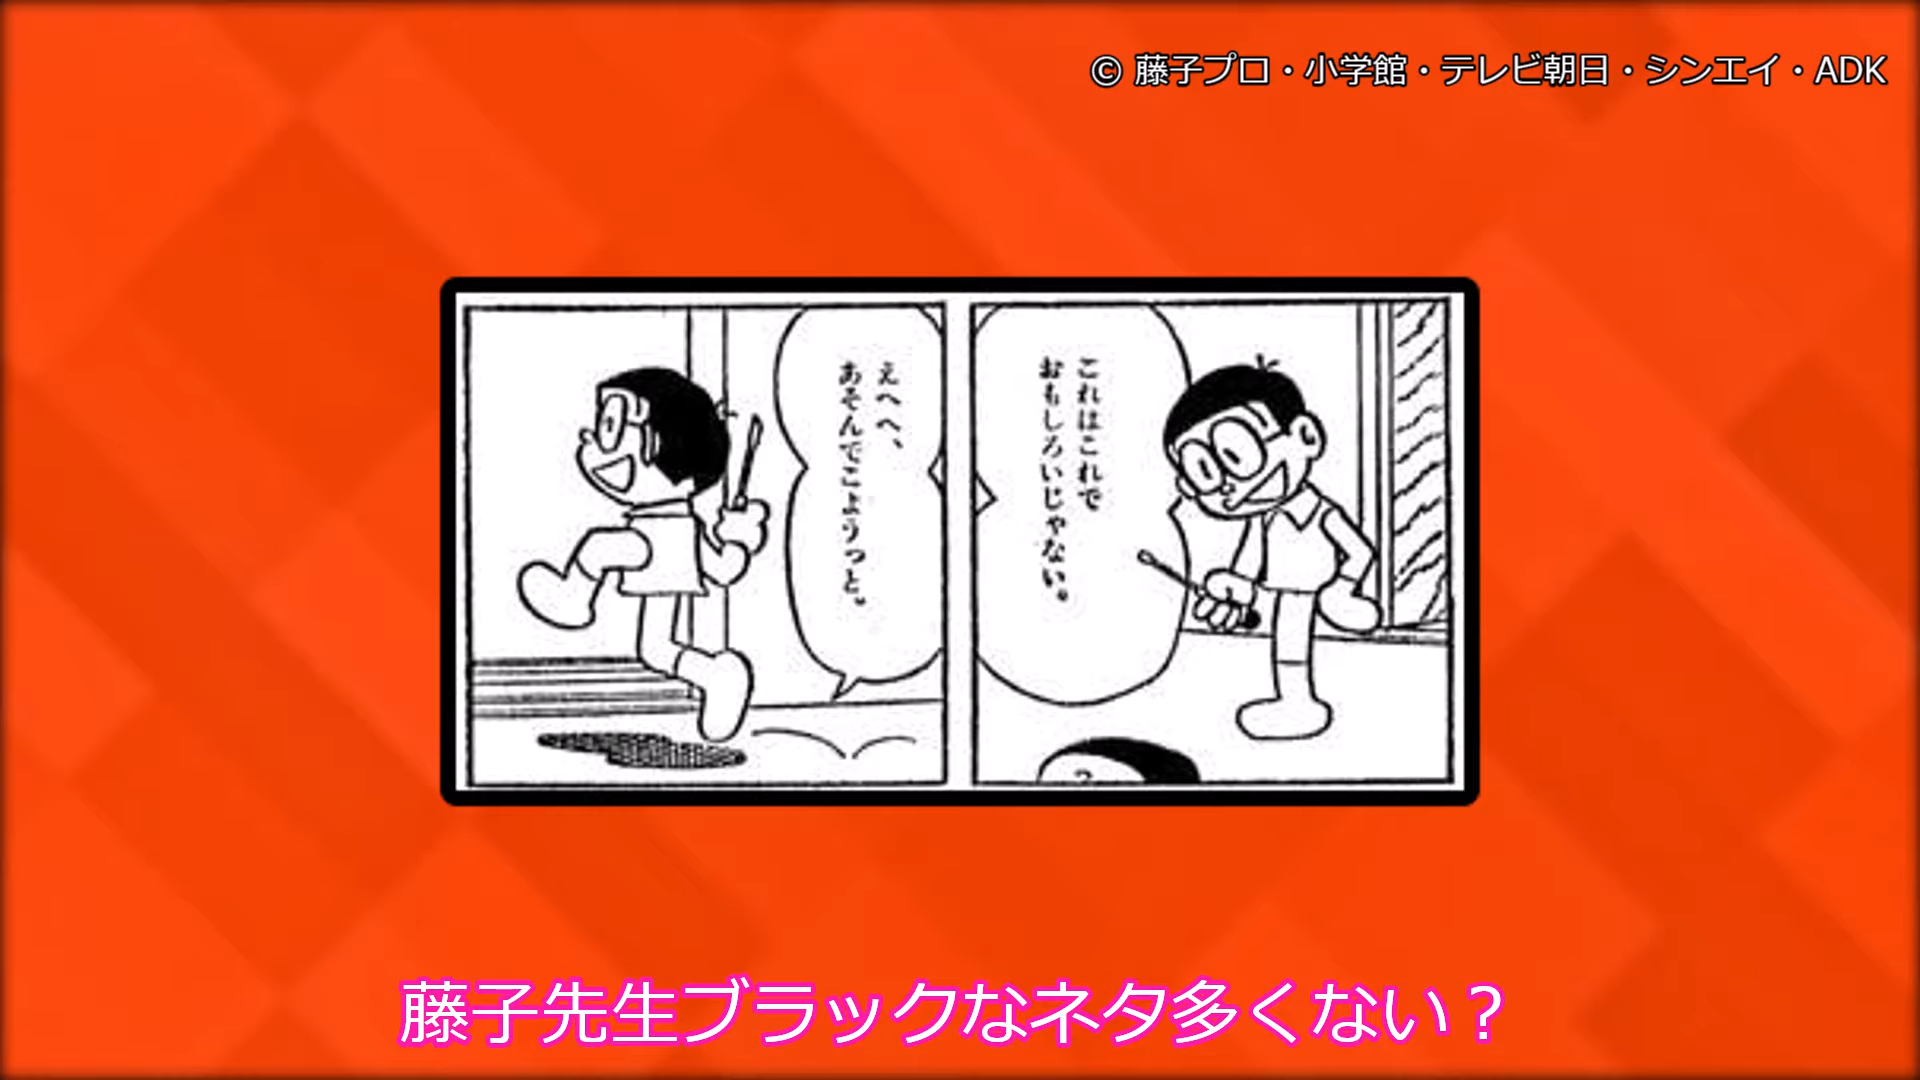 © 藤子プロ・小学館・テレビ朝日・シンエイ・ADK
これはこれで
おもしろいじゃない。
えへへ、
あそんでこようっと。
藤子先生ブラックなネタ多くない？